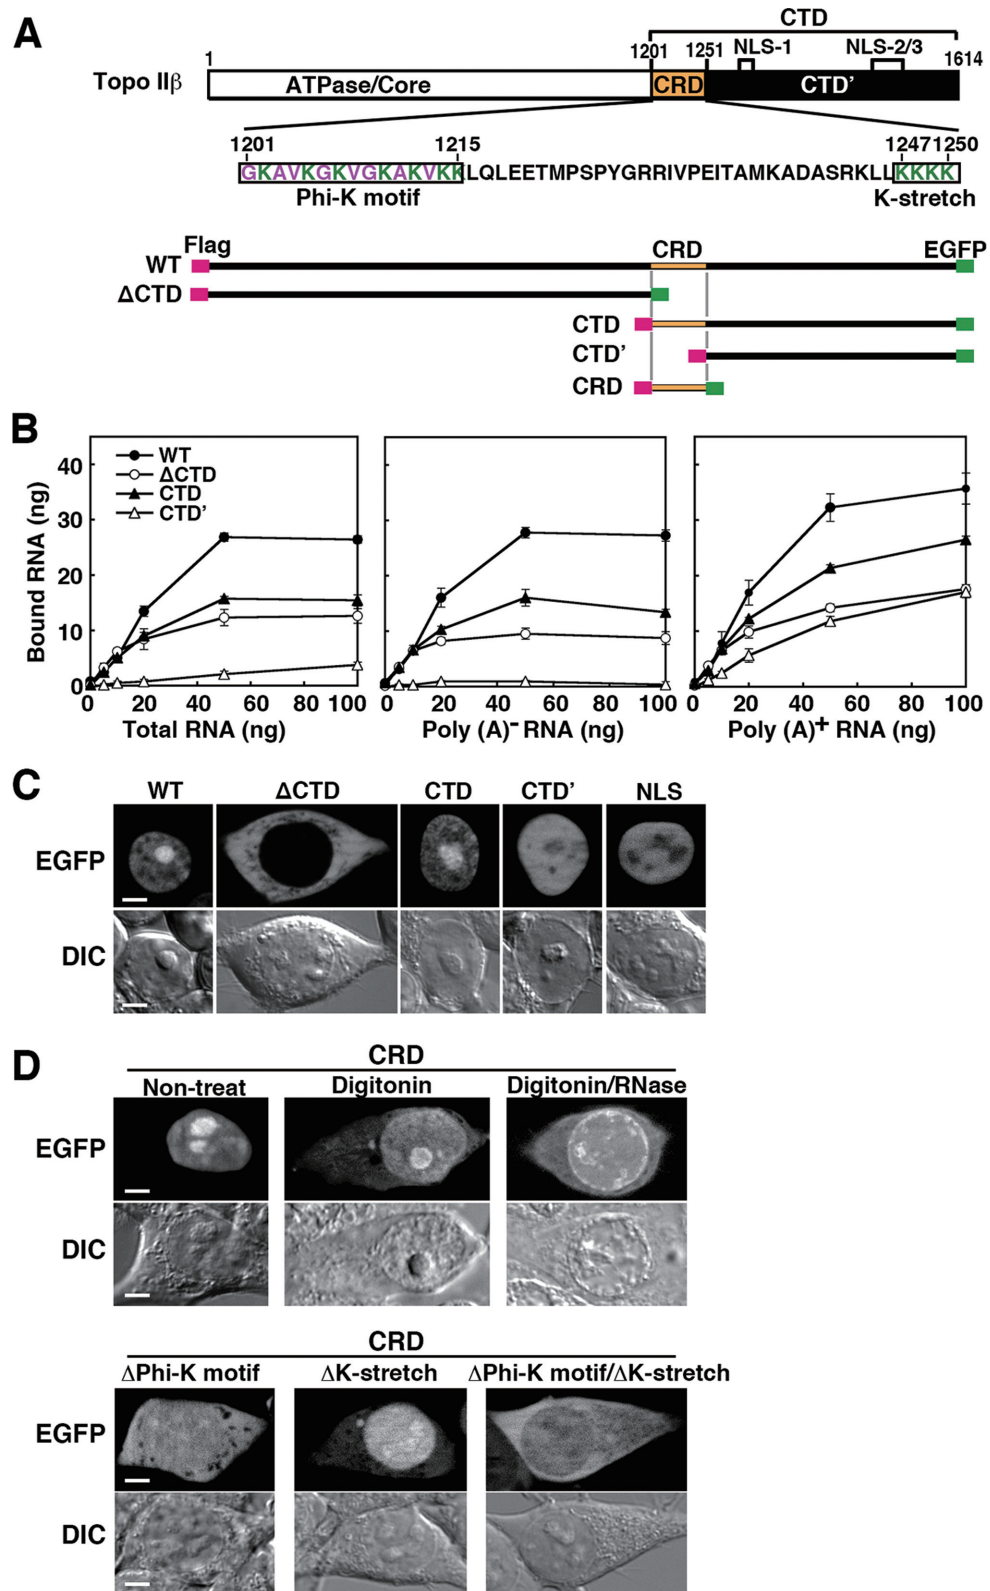 A
CTD
1
1201
1251
NLS-1
NLS-2/3
1614
Topo IIβ
ATPase/Core
CRD
CTD'
1201
1215
1247
1250
GKAVKGKVGKAKVKKLQLEETMPSPYGRRIVPEITAMKADASRKLLKKKK
Phi-K motif
K-stretch
Flag
CRD
EGFP
WT
ΔCTD
CTD
CTD'
CRD
B
WT
ΔCTD
CTD
CTD'
Bound RNA (ng)
40
30
20
10
0
0 20 40 60 80 100
Total RNA (ng)
0 20 40 60 80 100
Poly (A)- RNA (ng)
0 20 40 60 80 100
Poly (A)+ RNA (ng)
C
WT
ΔCTD
CTD
CTD'
NLS
EGFP
DIC
D
CRD
Non-treat
Digitonin
Digitonin/RNase
EGFP
DIC
CRD
ΔPhi-K motif
ΔK-stretch
ΔPhi-K motif/ΔK-stretch
EGFP
DIC